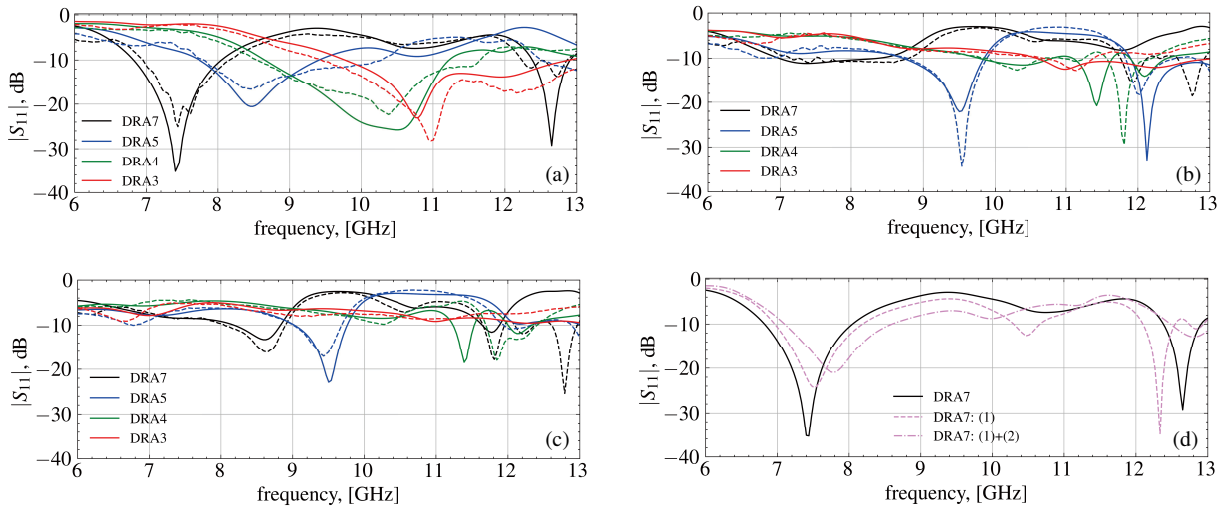 0
−10
−20
−30
−40
|S11|, dB
DRA7
DRA5
DRA4
DRA3
(a)
6 7 8 9 10 11 12 13
frequency, [GHz]
0
−10
−20
−30
−40
|S11|, dB
DRA7
DRA5
DRA4
DRA3
(b)
6 7 8 9 10 11 12 13
frequency, [GHz]
0
−10
−20
−30
−40
|S11|, dB
DRA7
DRA5
DRA4
DRA3
(c)
6 7 8 9 10 11 12 13
frequency, [GHz]
0
−10
−20
−30
−40
|S11|, dB
DRA7
DRA7: (1)
DRA7: (1)+(2)
(d)
6 7 8 9 10 11 12 13
frequency, [GHz]